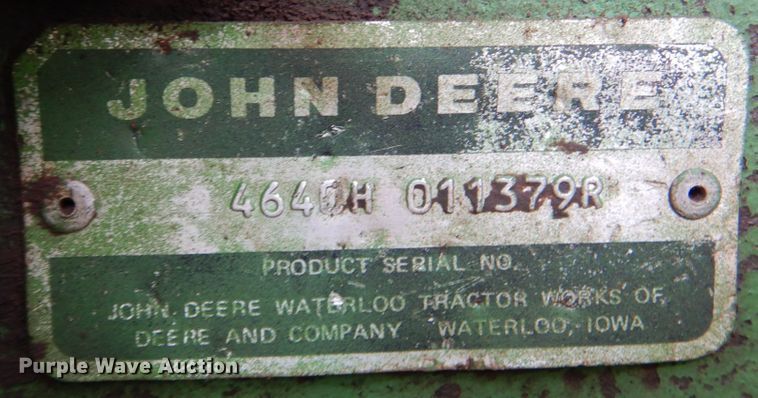 JOHN DEERE
4640H 011379R
PRODUCT SERIAL NO.
JOHN DEERE WATERLOO TRACTOR WORKS OF
DEERE AND COMPANY WATERLOO, IOWA
Purple Wave Auction